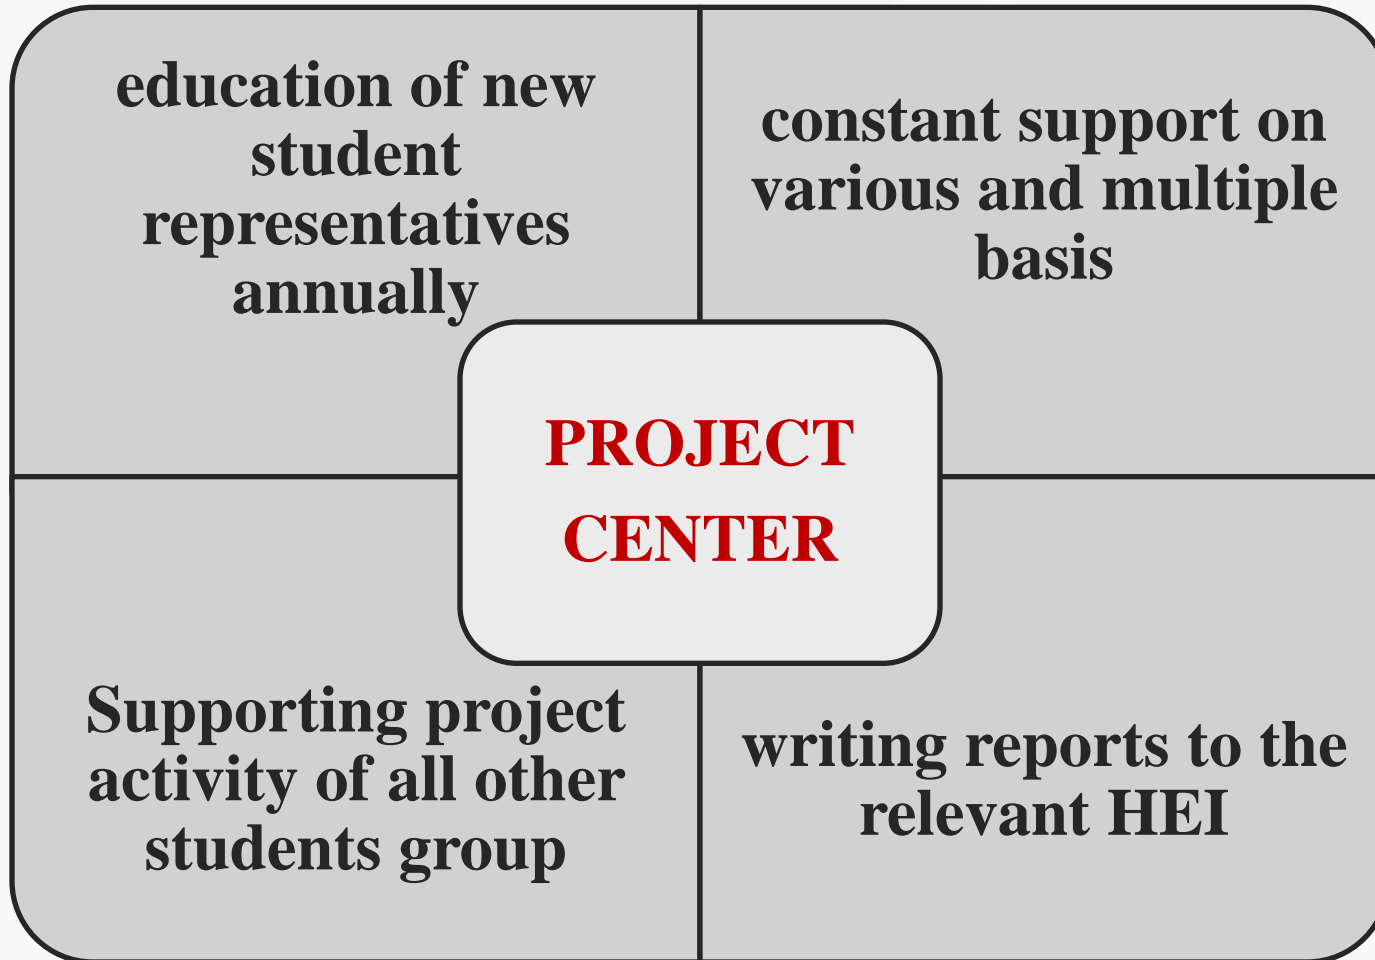 education of new
student
representatives
annually
constant support on
various and multiple
basis
PROJECT
CENTER
Supporting project
activity of all other
students group
writing reports to the
relevant HEI